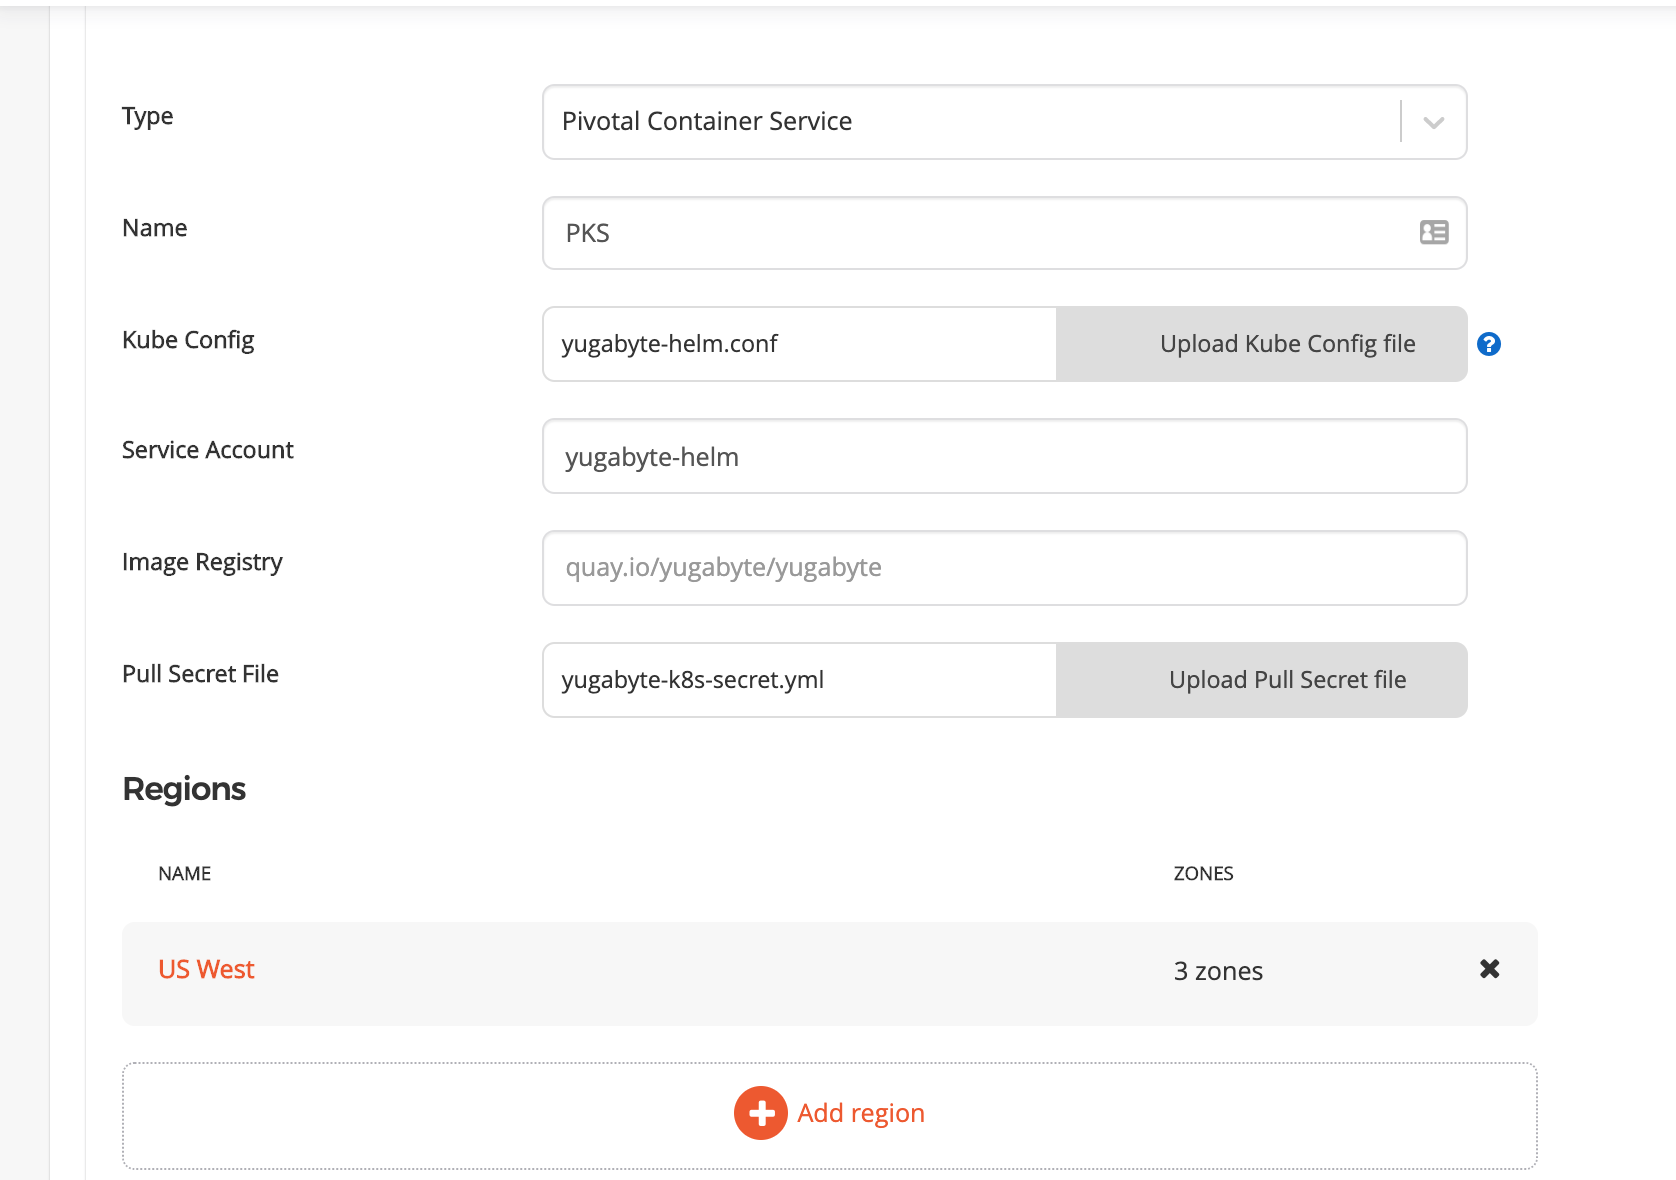 Type
Pivotal Container Service
Name
PKS
Kube Config
yugabyte-helm.conf
Upload Kube Config file
?
Service Account
yugabyte-helm
Image Registry
quay.io/yugabyte/yugabyte
Pull Secret File
yugabyte-k8s-secret.yml
Upload Pull Secret file
Regions
NAME
ZONES
US West
3 zones
Add region